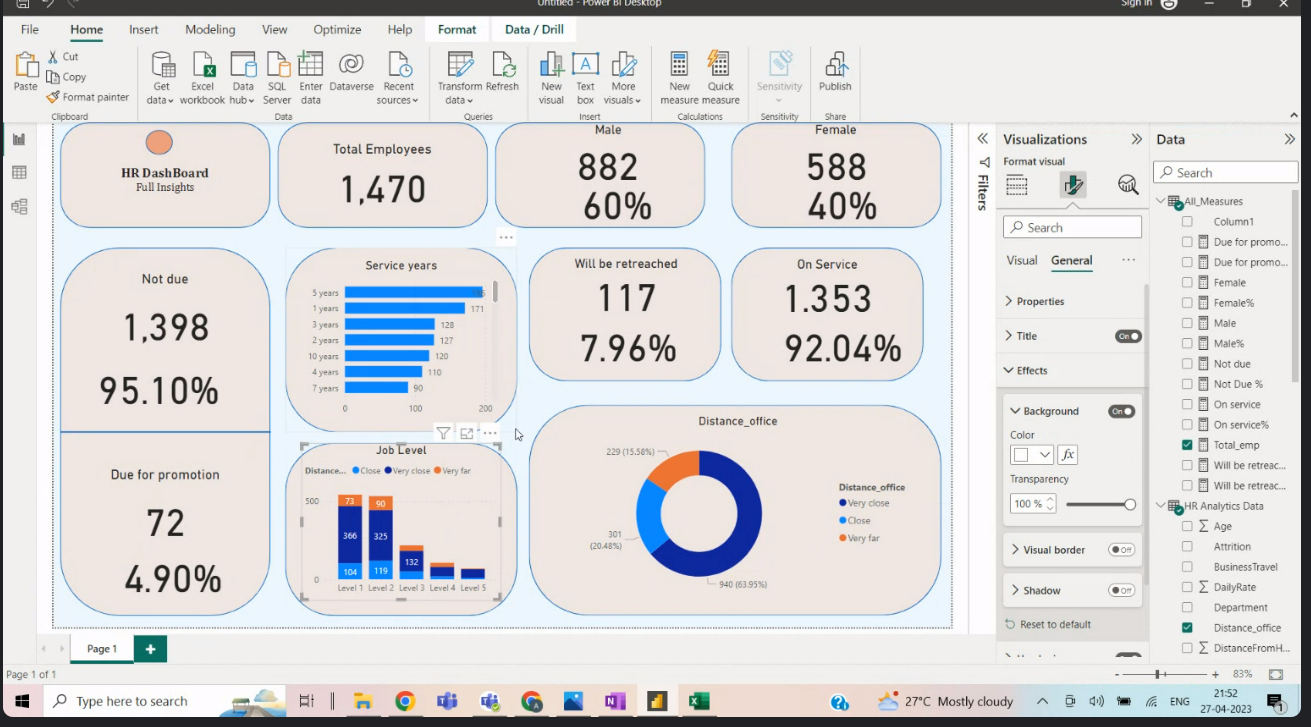 Untitled - Power BI Desktop
Sign in
File Home Insert Modeling View Optimize Help Format Data / Drill
Paste
Cut
Copy
Format painter
Get data
Excel workbook
Data hub
SQL Server
Enter data
Dataverse
Recent sources
Transform data
Refresh
New visual
Text box
More visuals
New measure
Quick measure
Sensitivity
Publish
Clipboard
Data
Queries
Insert
Calculations
Sensitivity
Share
HR DashBoard
Full Insights
Total Employees
1,470
Male
882
60%
Female
588
40%
Not due
1,398
95.10%
Due for promotion
72
4.90%
Service years
5 years
1 years 171
3 years 128
2 years 127
10 years 120
4 years 110
7 years 90
0 100 200
Will be retreached
117
7.96%
On Service
1.353
92.04%
Job Level
Distance... Close Very close Very far
500
73 90
366 325
132
104 119
0
Level 1 Level 2 Level 3 Level 4 Level 5
Distance_office
229 (15.58%)
301
(20.48%)
940 (63.95%)
Distance_office
Very close
Close
Very far
Filters
Visualizations
Format visual
Search
Visual General
Properties
Title On
Effects
Background On
Color
fx
Transparency
100 %
Visual border Off
Shadow Off
Reset to default
Data
Search
All_Measures
Column1
Due for promo...
Due for promo...
Female
Female%
Male
Male%
Not due
Not Due %
On service
On service%
Total_emp
Will be retreac...
Will be retreac...
HR Analytics Data
Age
Attrition
BusinessTravel
DailyRate
Department
Distance_office
DistanceFromH...
Page 1
Page 1 of 1
- + 83%
Type here to search
27°C Mostly cloudy
ENG
21:52
27-04-2023
1